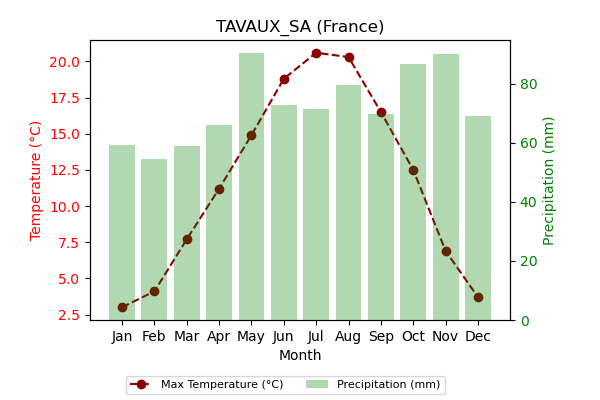 TAVAUX_SA (France)
20.0
17.5
15.0
12.5
10.0
7.5
5.0
2.5
Temperature (°C)
80
60
40
20
0
Precipitation (mm)
Jan Feb Mar Apr May Jun Jul Aug Sep Oct Nov Dec
Month
Max Temperature (°C) Precipitation (mm)